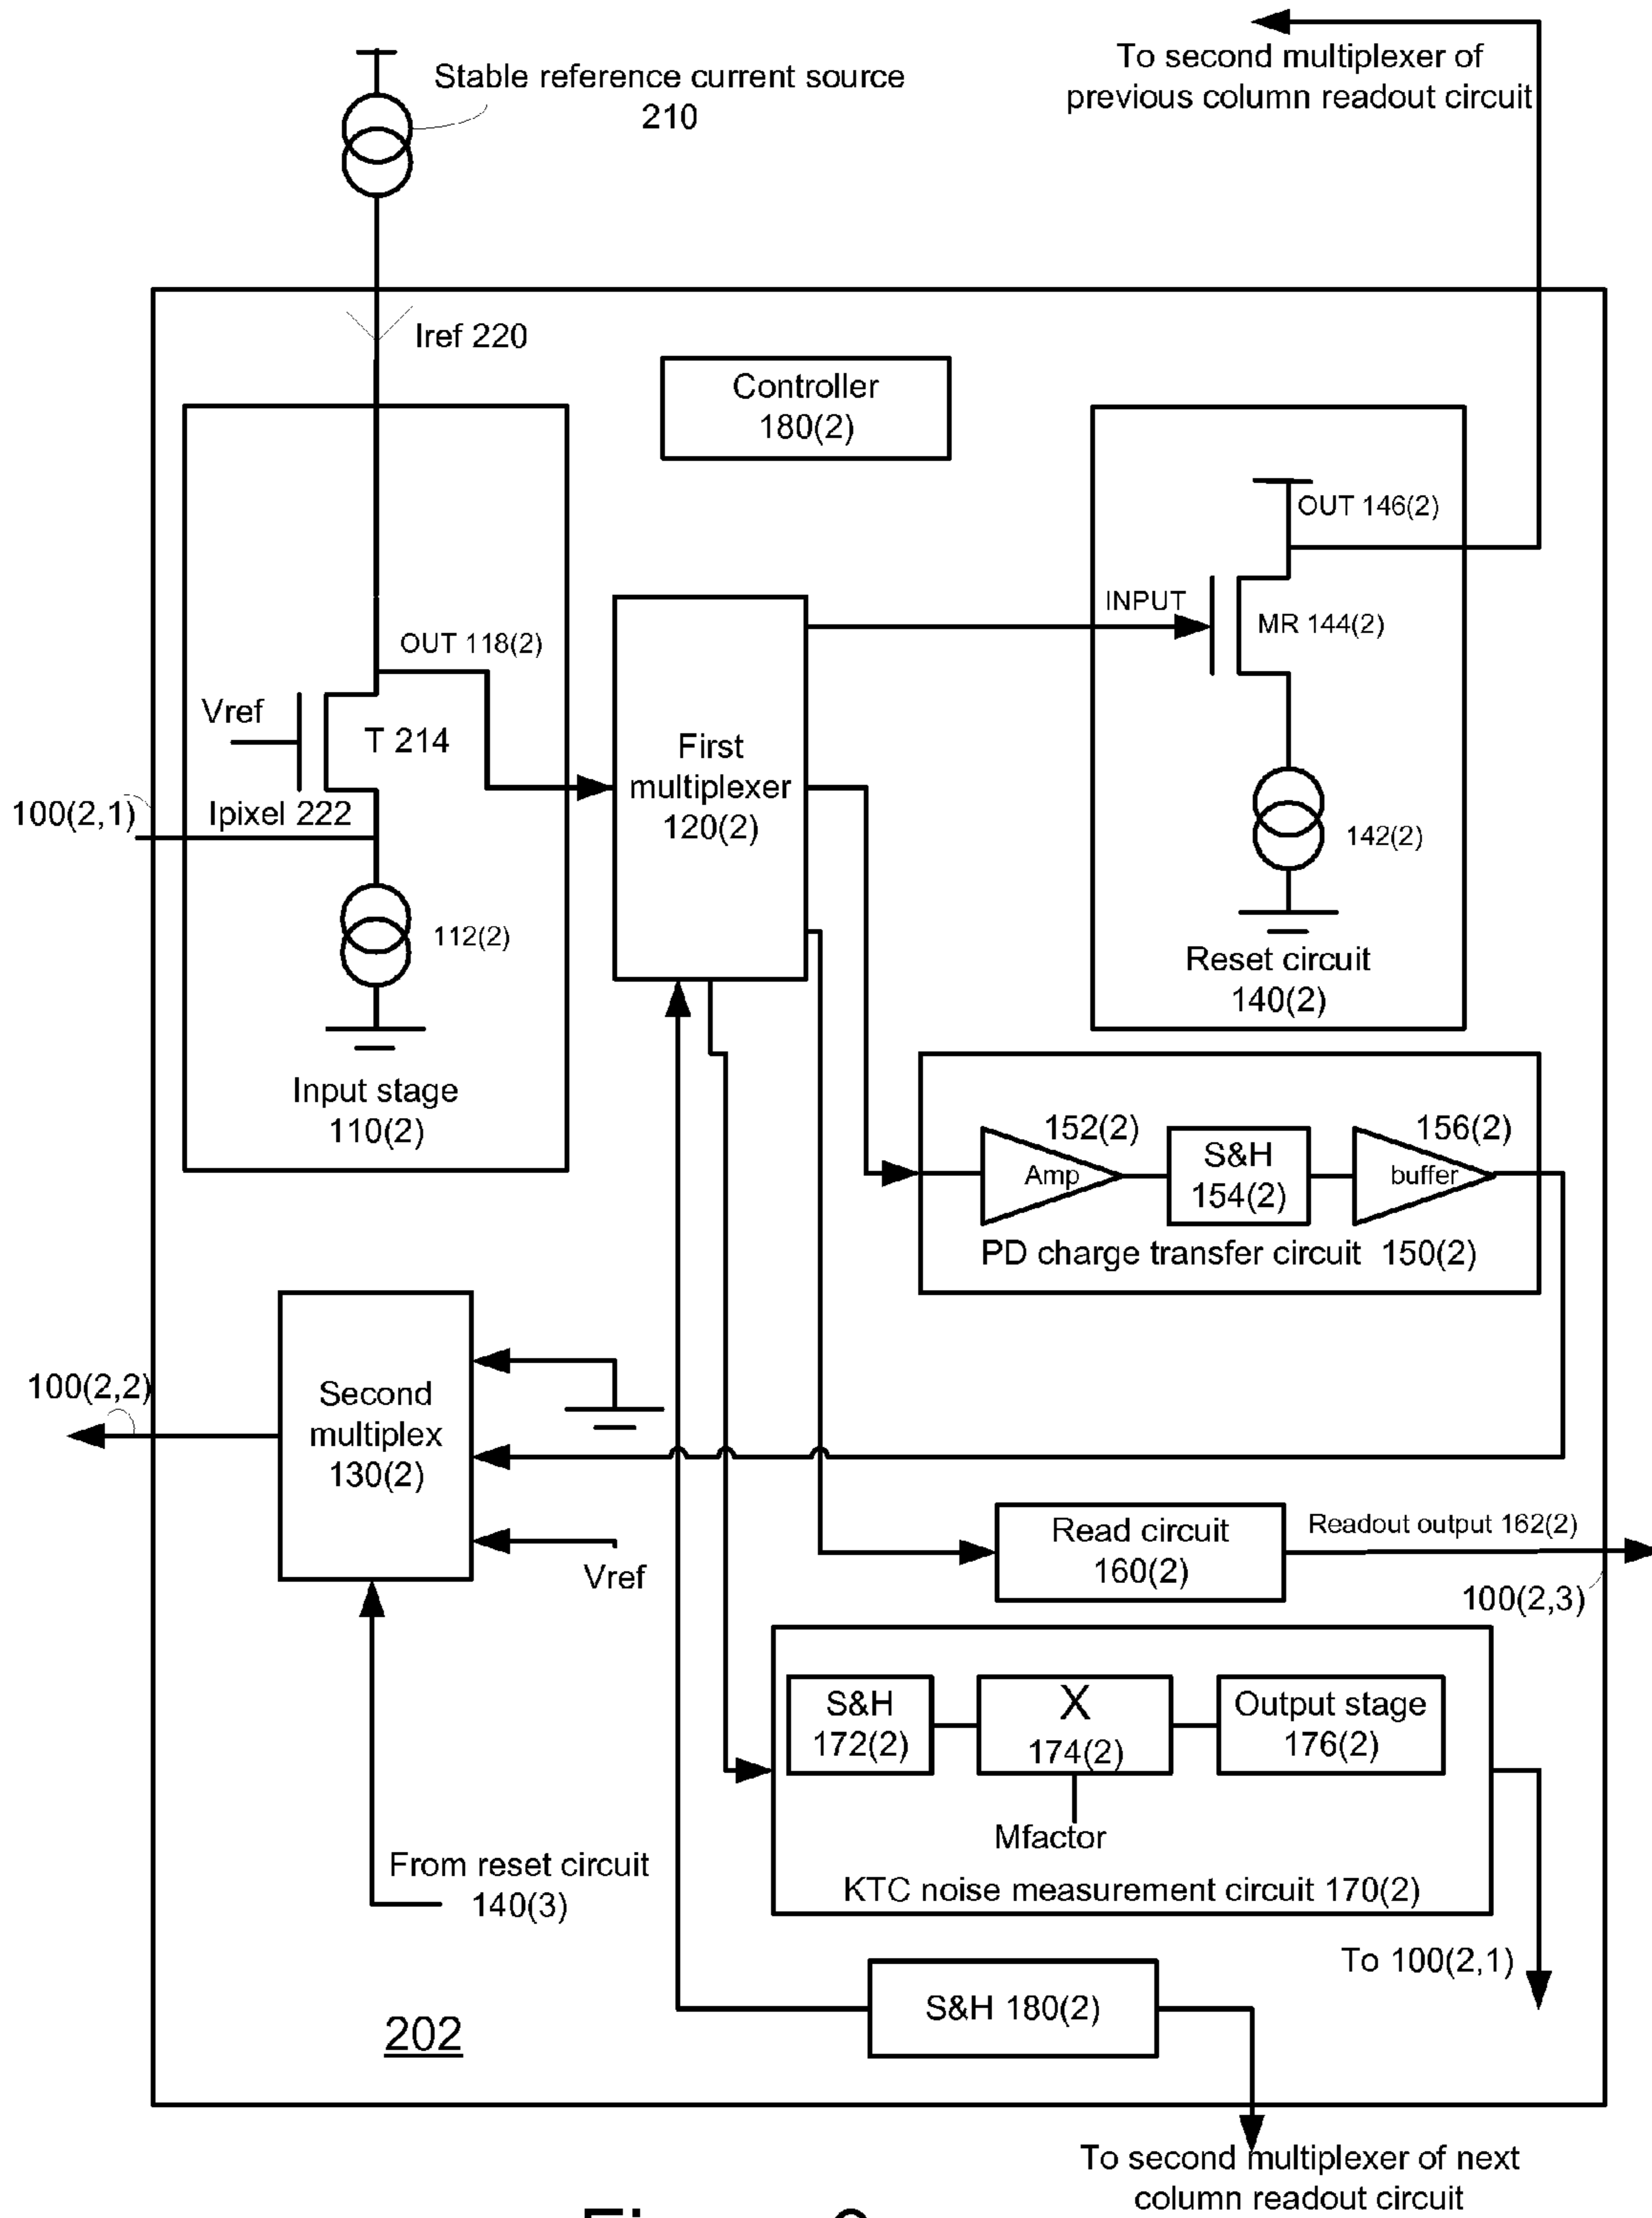 To second multiplexer of
previous column readout circuit
Stable reference current source
210
Iref 220
Controller
180(2)
OUT 146(2)
INPUT
MR 144(2)
OUT 118(2)
Vref
T 214
First
multiplexer
120(2)
100(2,1)
Ipixel 222
142(2)
112(2)
Reset circuit
140(2)
Input stage
110(2)
152(2)
156(2)
Amp
S&H
154(2)
buffer
PD charge transfer circuit 150(2)
100(2,2)
Second
multiplex
130(2)
Vref
Read circuit
160(2)
Readout output 162(2)
100(2,3)
S&H
172(2)
X
174(2)
Output stage
176(2)
Mfactor
KTC noise measurement circuit 170(2)
From reset circuit
140(3)
To 100(2,1)
S&H 180(2)
202
To second multiplexer of next
column readout circuit